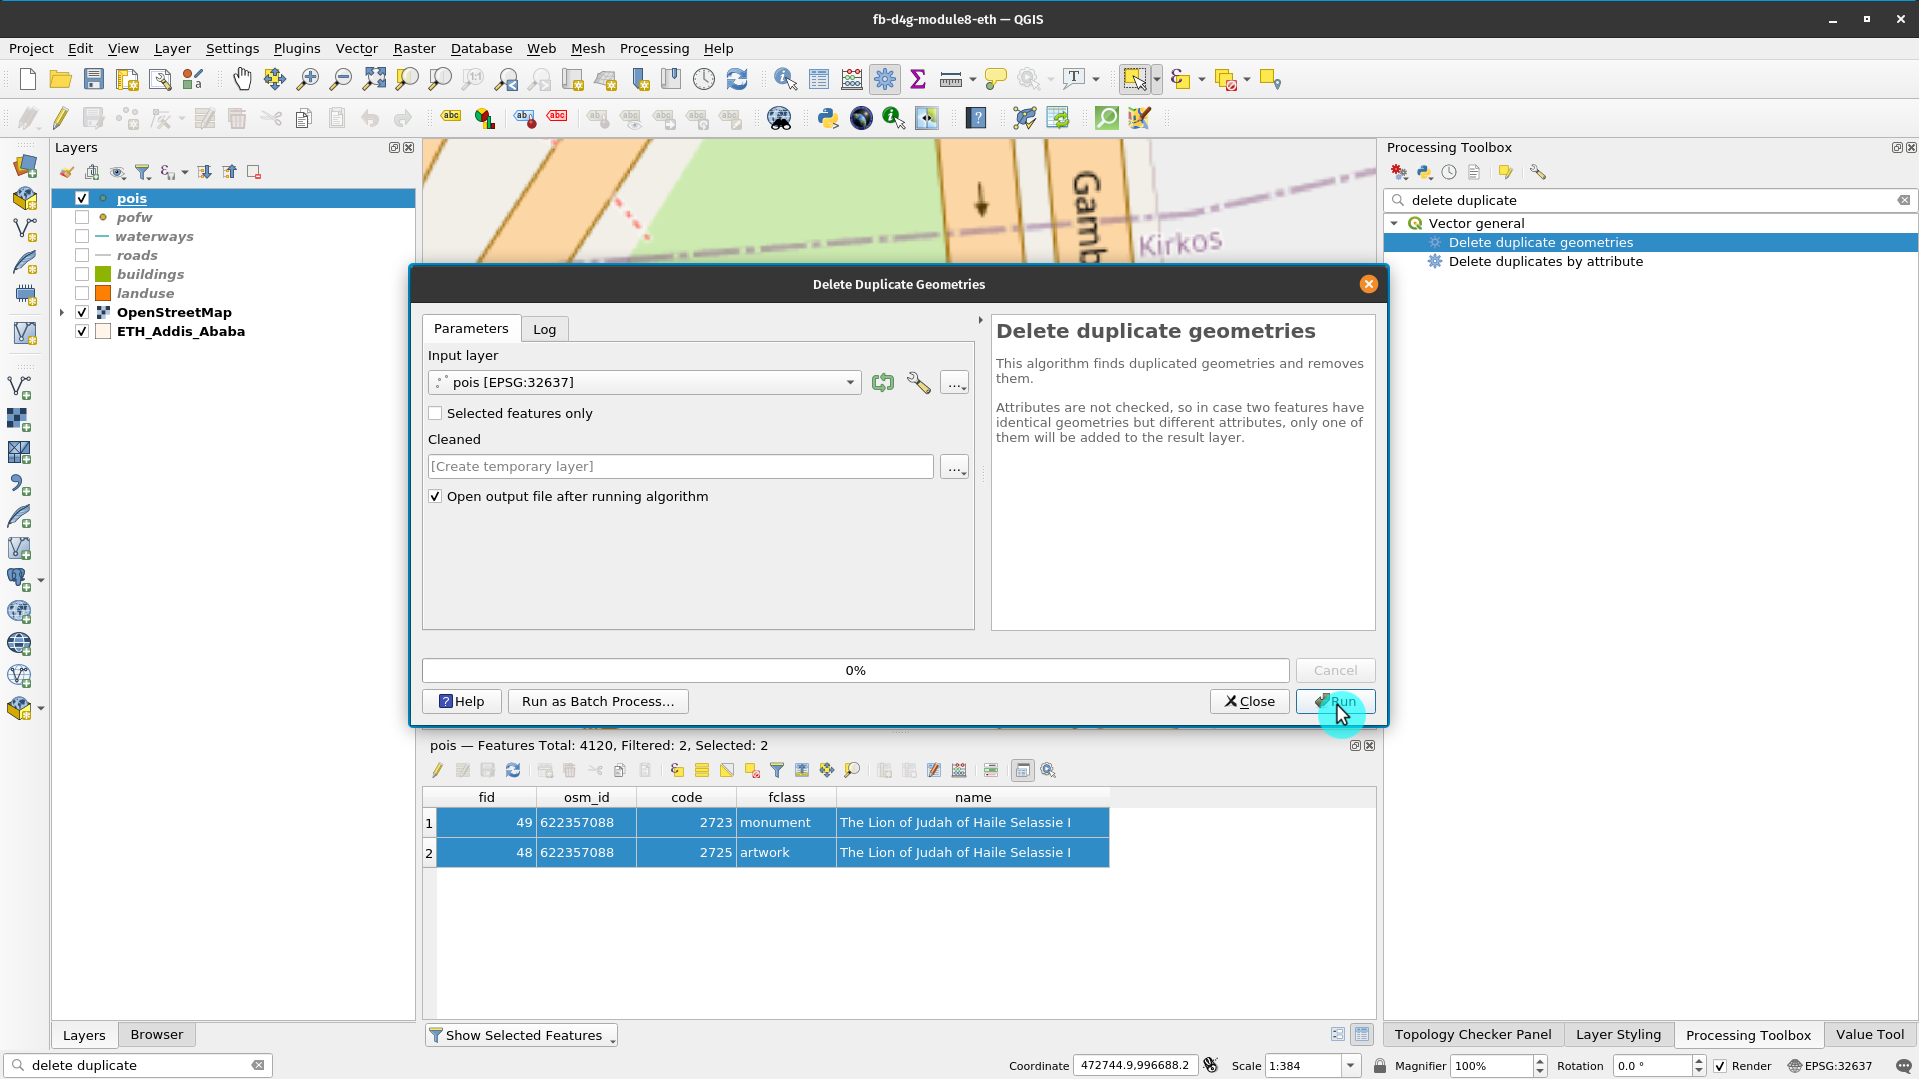 fb-d4g-module8-eth — QGIS
Project Edit View Layer Settings Plugins Vector Raster Database Web Mesh Processing Help
Layers
pois
pofw
waterways
roads
buildings
landuse
OpenStreetMap
ETH_Addis_Ababa
Gamb
Kirkos
Processing Toolbox
delete duplicate
Vector general
Delete duplicate geometries
Delete duplicates by attribute
Delete Duplicate Geometries
Parameters Log
Input layer
pois [EPSG:32637]
Selected features only
Cleaned
[Create temporary layer]
Open output file after running algorithm
Delete duplicate geometries
This algorithm finds duplicated geometries and removes
them.
Attributes are not checked, so in case two features have
identical geometries but different attributes, only one of
them will be added to the result layer.
0%
Cancel
Help Run as Batch Process… Close Run
pois — Features Total: 4120, Filtered: 2, Selected: 2
fid osm_id code fclass name
1 49 622357088 2723 monument The Lion of Judah of Haile Selassie I
2 48 622357088 2725 artwork The Lion of Judah of Haile Selassie I
Show Selected Features
Layers Browser
Topology Checker Panel Layer Styling Processing Toolbox Value Tool
delete duplicate
Coordinate 472744.9,996688.2 Scale 1:384 Magnifier 100% Rotation 0.0 ° Render EPSG:32637